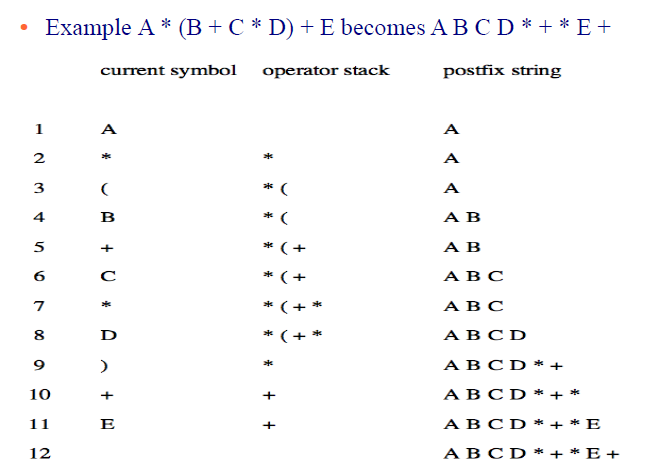 • Example A * (B + C * D) + E becomes A B C D * + * E +
current symbol operator stack postfix string
1 A A
2 * * A
3 ( * ( A
4 B * ( A B
5 + * ( + A B
6 C * ( + A B C
7 * * ( + * A B C
8 D * ( + * A B C D
9 ) * A B C D * +
10 + + A B C D * + *
11 E + A B C D * + * E
12 A B C D * + * E +